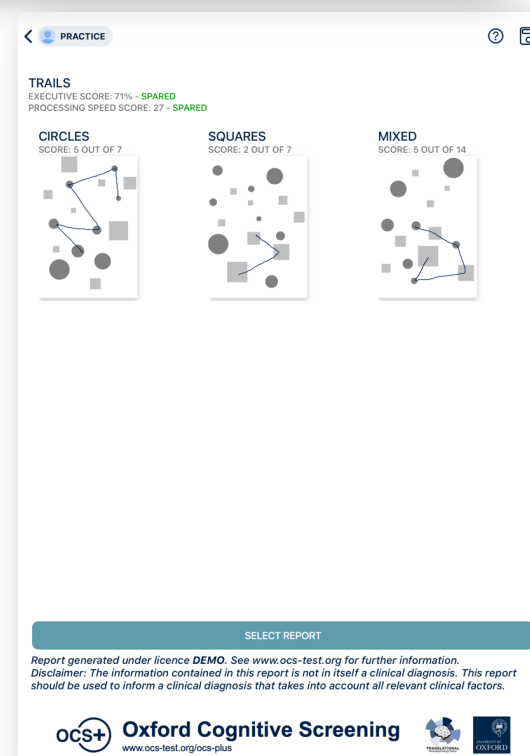 PRACTICE
TRAILS
EXECUTIVE SCORE: 71% - SPARED
PROCESSING SPEED SCORE: 27 - SPARED
CIRCLES
SCORE: 5 OUT OF 7
SQUARES
SCORE: 2 OUT OF 7
MIXED
SCORE: 5 OUT OF 14
SELECT REPORT
Report generated under licence DEMO. See www.ocs-test.org for further information.
Disclaimer: The information contained in this report is not in itself a clinical diagnosis. This report
should be used to inform a clinical diagnosis that takes into account all relevant clinical factors.
OCS+
Oxford Cognitive Screening
www.ocs-test.org/ocs-plus
TRANSLATIONAL
UNIVERSITY OF
OXFORD